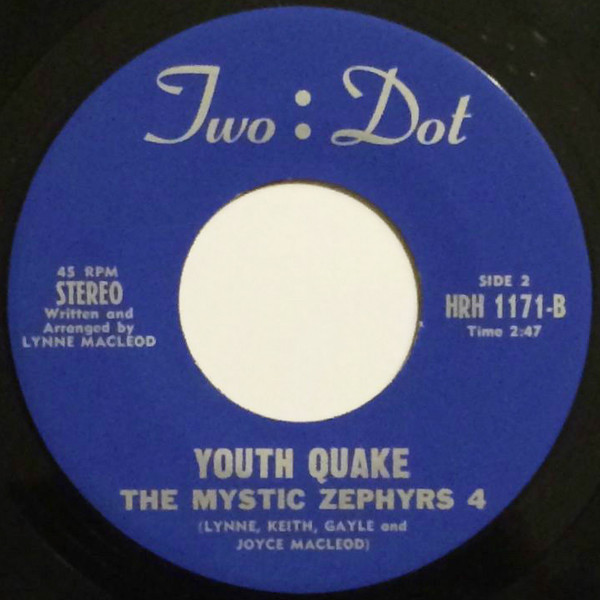 Two : Dot
45 RPM
STEREO
Written and
Arranged by
LYNNE MACLEOD
SIDE 2
HRH 1171-B
Time 2:47
YOUTH QUAKE
THE MYSTIC ZEPHYRS 4
(LYNNE, KEITH, GAYLE and
JOYCE MACLEOD)